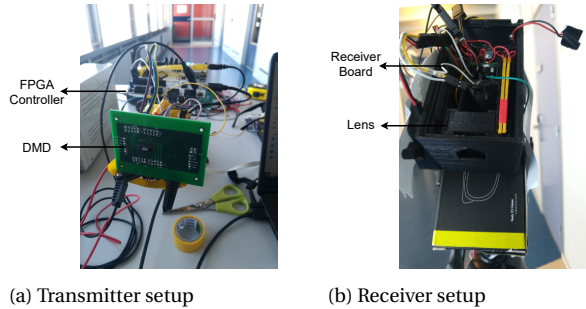 FPGA
Controller
DMD
Receiver
Board
Lens
(a) Transmitter setup
(b) Receiver setup